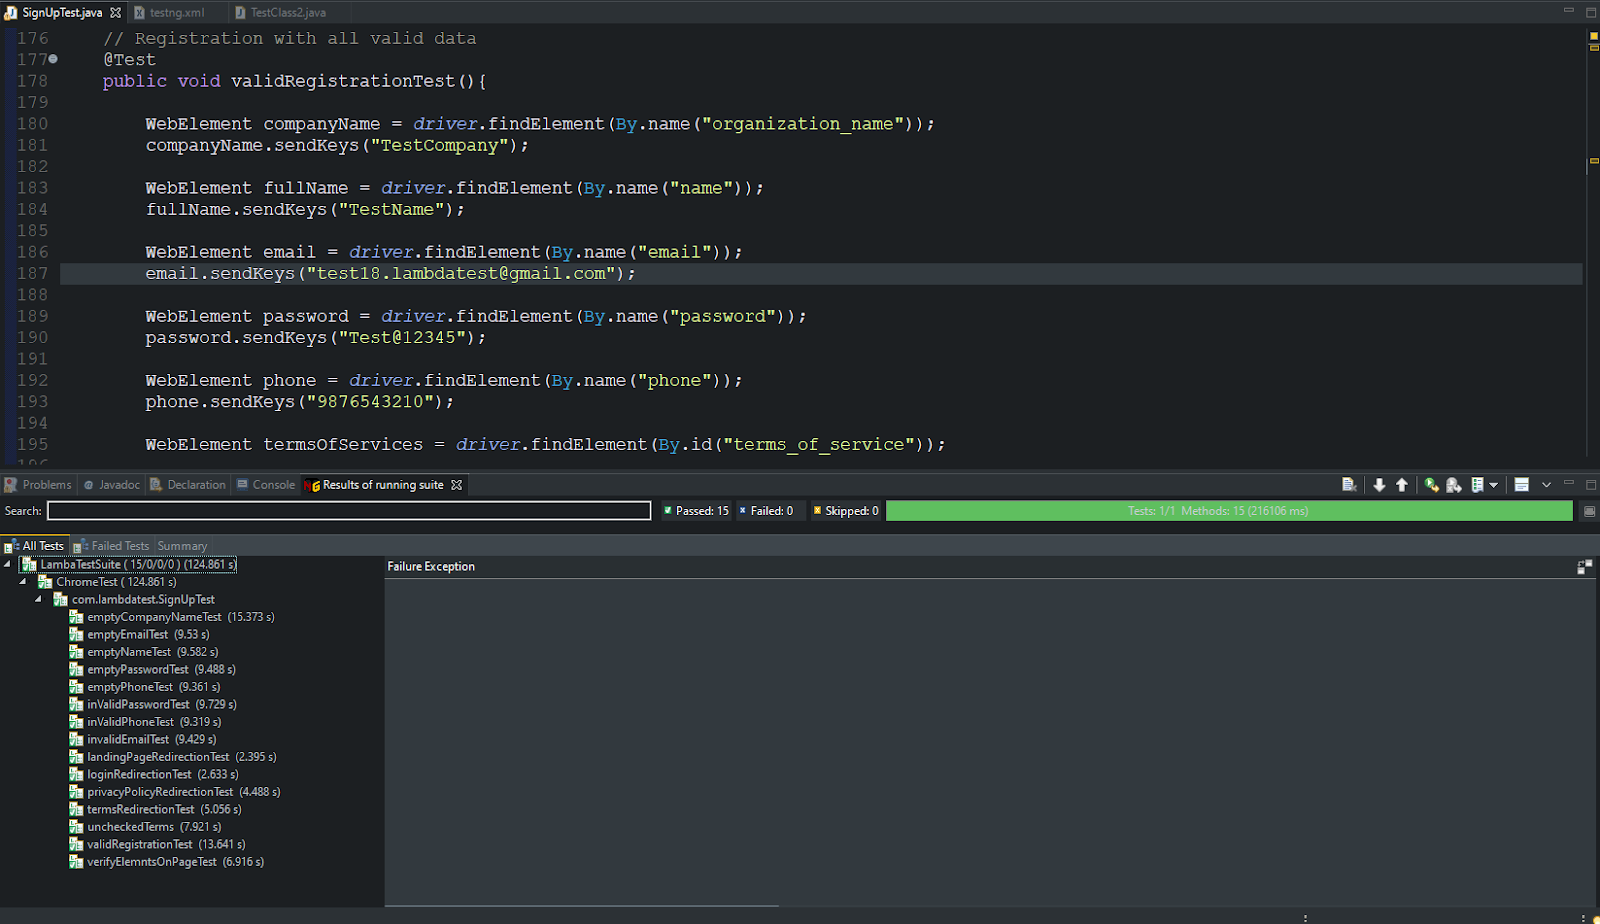 SignUpTest.java testng.xml TestClass2.java
176 // Registration with all valid data
177 @Test
178 public void validRegistrationTest(){
179
180 WebElement companyName = driver.findElement(By.name("organization_name"));
181 companyName.sendKeys("TestCompany");
182
183 WebElement fullName = driver.findElement(By.name("name"));
184 fullName.sendKeys("TestName");
185
186 WebElement email = driver.findElement(By.name("email"));
187 email.sendKeys("test18.lambdatest@gmail.com");
188
189 WebElement password = driver.findElement(By.name("password"));
190 password.sendKeys("Test@12345");
191
192 WebElement phone = driver.findElement(By.name("phone"));
193 phone.sendKeys("9876543210");
194
195 WebElement termsOfServices = driver.findElement(By.id("terms_of_service"));
Problems Javadoc Declaration Console Results of running suite
Search: Passed: 15 Failed: 0 Skipped: 0 Tests: 1/1 Methods: 15 (216106 ms)
All Tests Failed Tests Summary
LambaTestSuite ( 15/0/0/0 ) (124.861 s) Failure Exception
ChromeTest ( 124.861 s)
com.lambdatest.SignUpTest
emptyCompanyNameTest (15.373 s)
emptyEmailTest (9.53 s)
emptyNameTest (9.582 s)
emptyPasswordTest (9.488 s)
emptyPhoneTest (9.361 s)
inValidPasswordTest (9.729 s)
inValidPhoneTest (9.319 s)
invalidEmailTest (9.429 s)
landingPageRedirectionTest (2.395 s)
loginRedirectionTest (2.633 s)
privacyPolicyRedirectionTest (4.488 s)
termsRedirectionTest (5.056 s)
uncheckedTerms (7.921 s)
validRegistrationTest (13.641 s)
verifyElemntsOnPageTest (6.916 s)